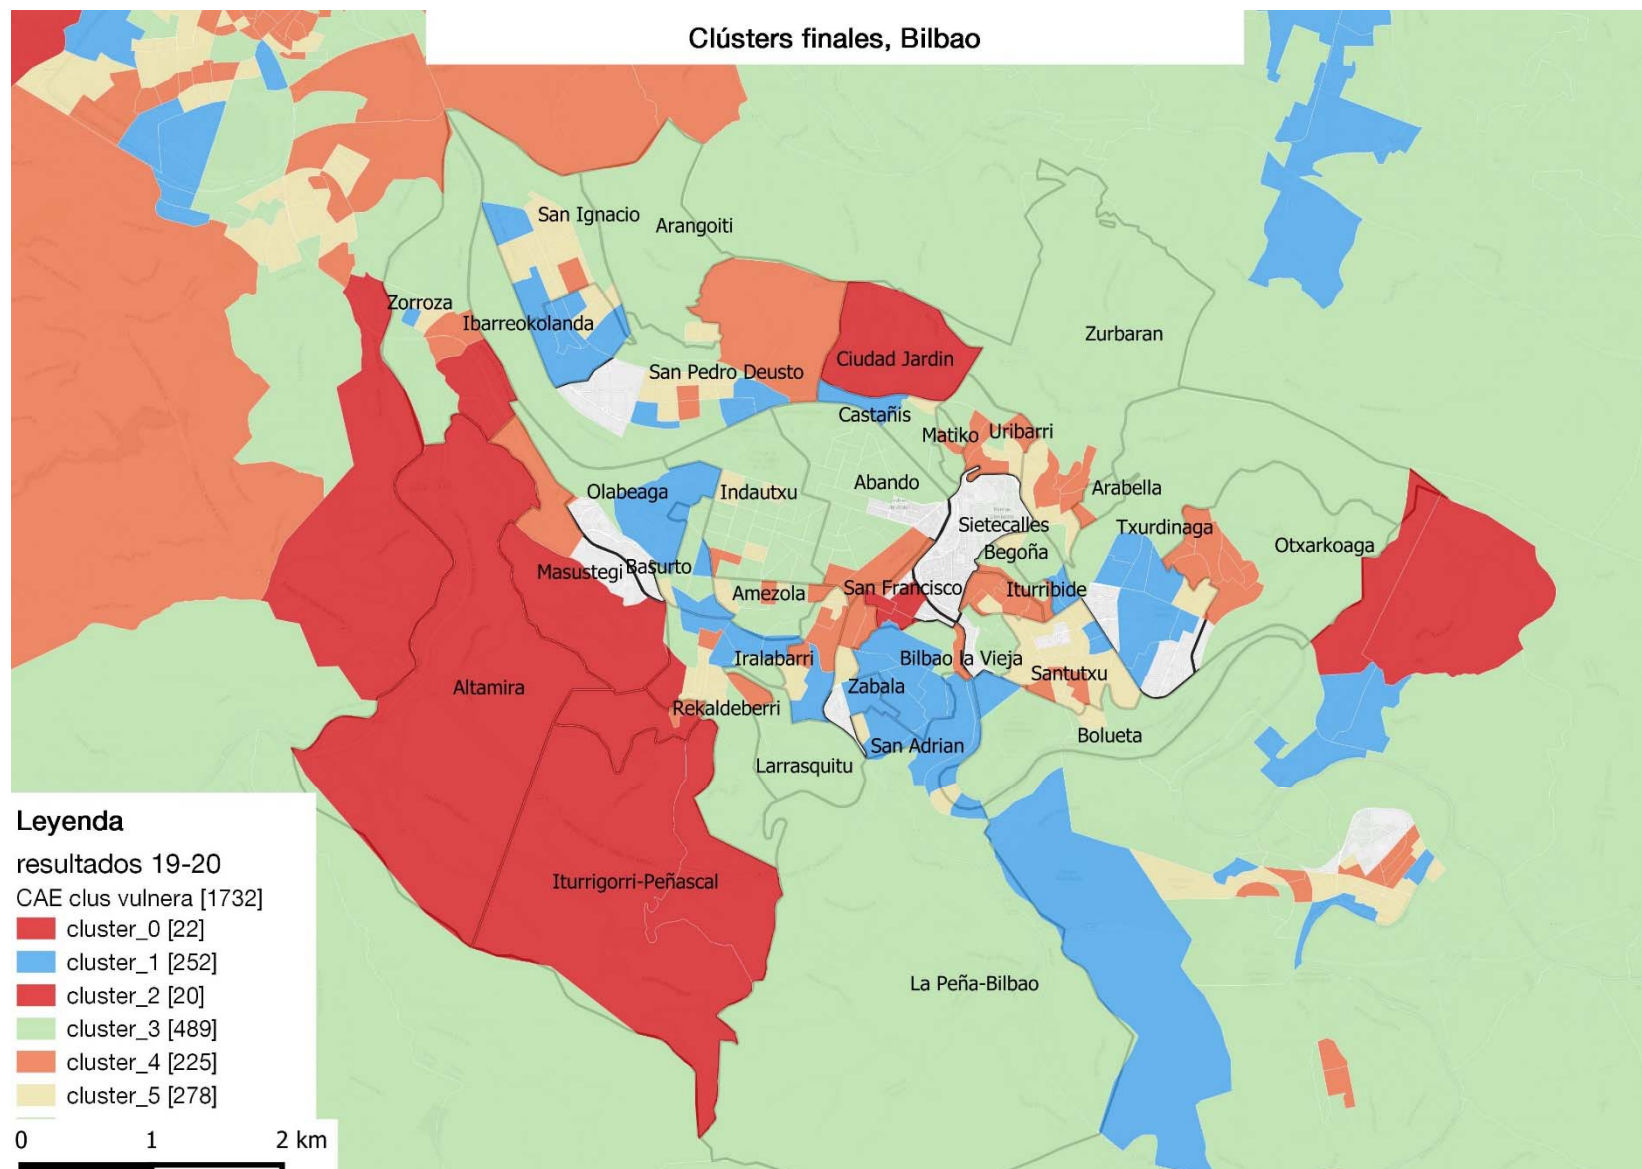 Clústers finales, Bilbao
San Ignacio
Arangoiti
Zorroza
Ibarreokolanda
Zurbaran
Ciudad Jardin
San Pedro Deusto
Castañis
Matiko
Uribarri
Abando
Arabella
Olabeaga
Indautxu
Sietecalles
Txurdinaga
Begoña
Otxarkoaga
Masustegi
Basurto
Amezola
San Francisco
Iturribide
Iralabarri
Bilbao la Vieja
Santutxu
Altamira
Zabala
Rekaldeberri
San Adrian
Bolueta
Larrasquitu
Iturrigorri-Peñascal
La Peña-Bilbao
Leyenda
resultados 19-20
CAE clus vulnera [1732]
cluster_0 [22]
cluster_1 [252]
cluster_2 [20]
cluster_3 [489]
cluster_4 [225]
cluster_5 [278]
0 1 2 km